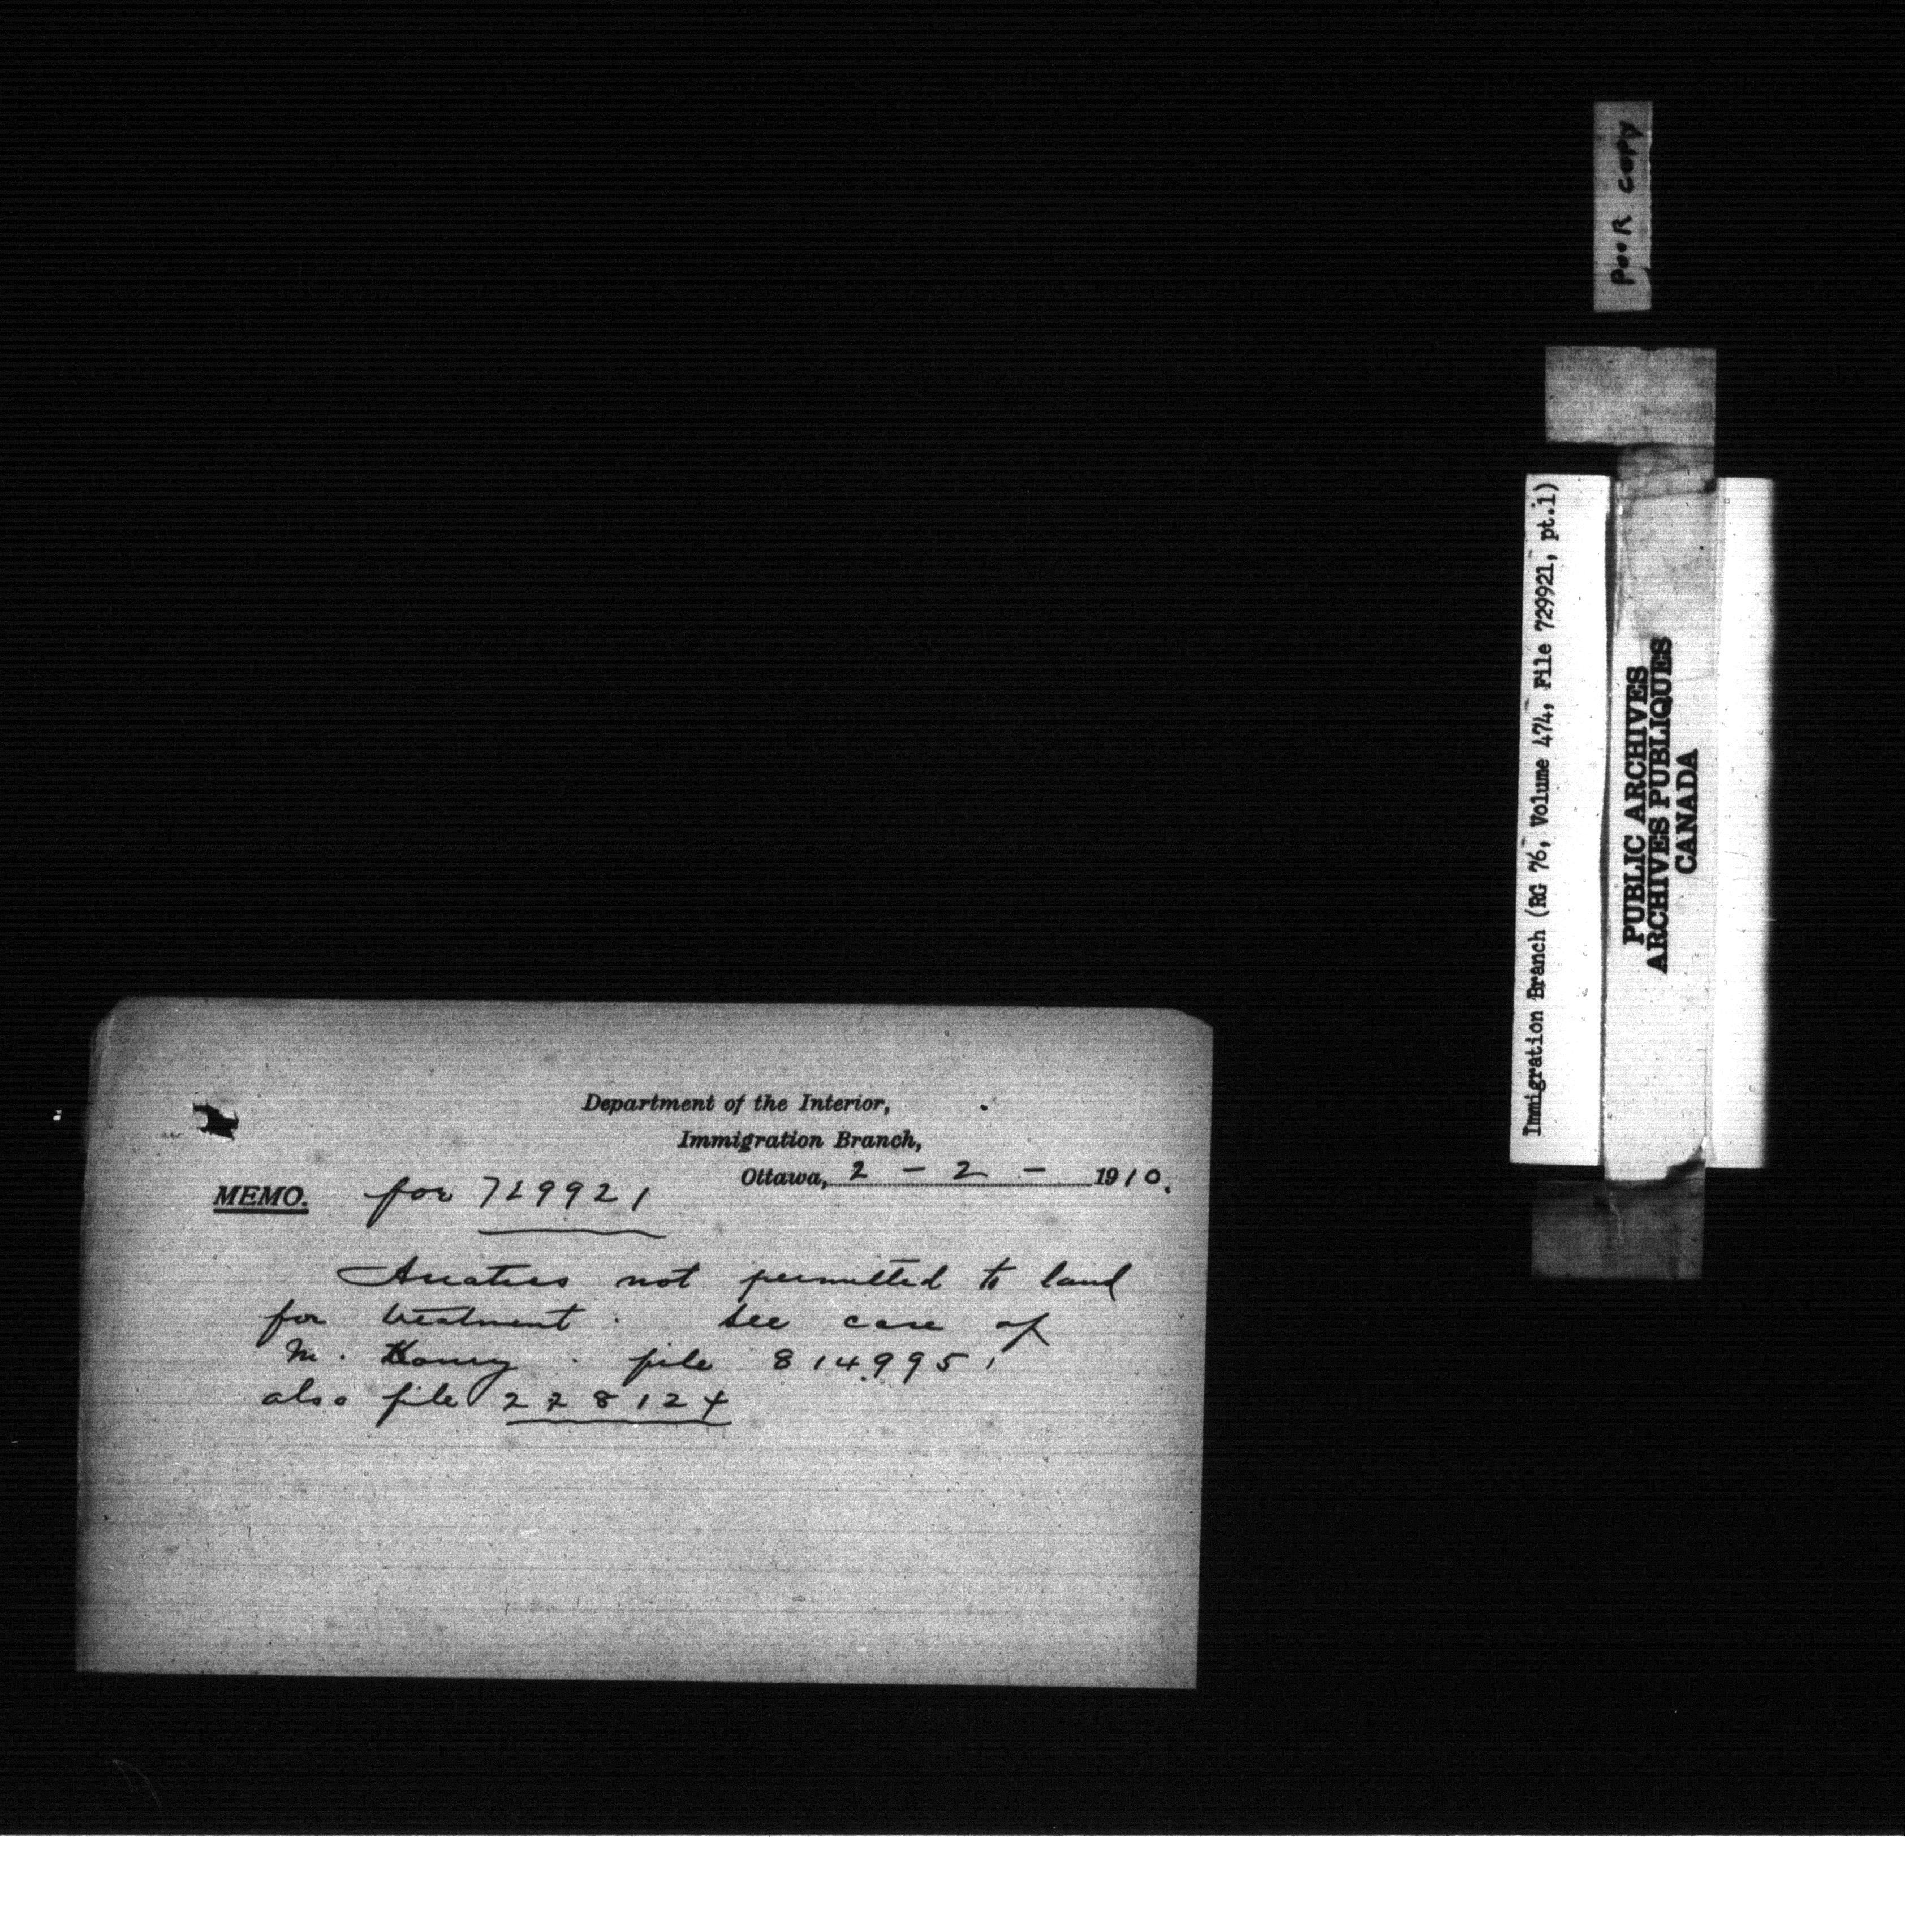 POOR COPY
Immigration Branch (RG 76, Volume 474, File 729921, pt.1)
PUBLIC ARCHIVES
ARCHIVES PUBLIQUES
CANADA
Department of the Interior,
Immigration Branch,
Ottawa, 2 - 2 - 1910.
MEMO. for 729921
not permitted to land
for treatment. See case of
M. file 814995,
also file 228124